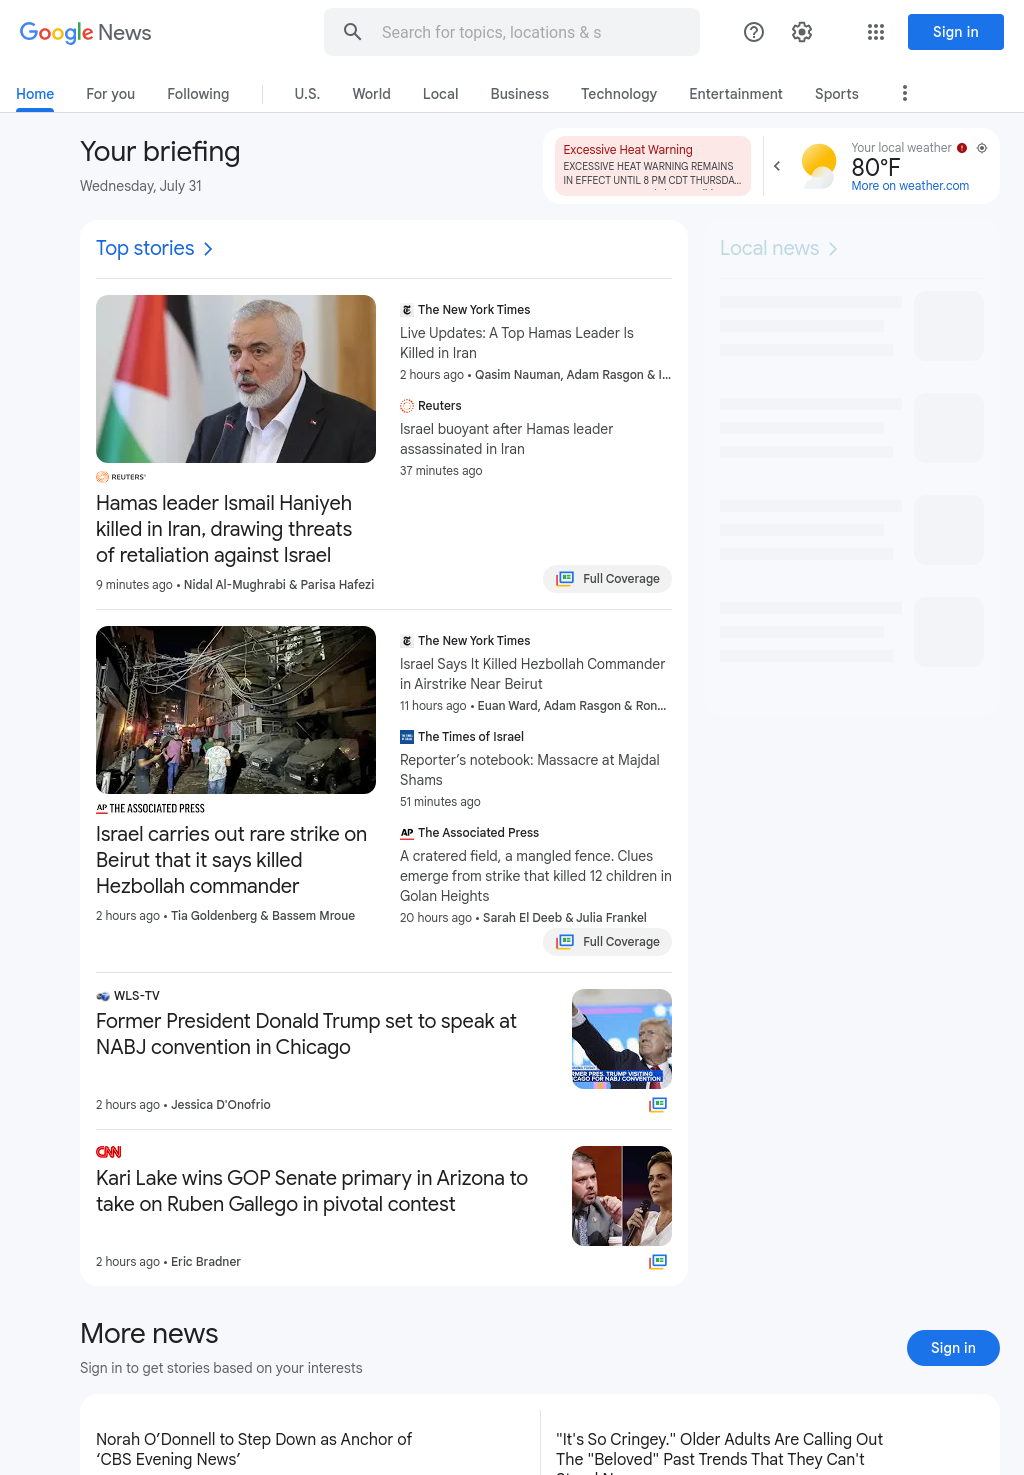 Google News
Search for topics, locations & s
Sign in
Home
For you
Following
U.S.
World
Local
Business
Technology
Entertainment
Sports
Your briefing
Wednesday, July 31
Excessive Heat Warning
EXCESSIVE HEAT WARNING REMAINS
IN EFFECT UNTIL 8 PM CDT THURSDA...
Your local weather
80°F
More on weather.com
Top stories
Local news
REUTERS
Hamas leader Ismail Haniyeh
killed in Iran, drawing threats
of retaliation against Israel
9 minutes ago • Nidal Al-Mughrabi & Parisa Hafezi
The New York Times
Live Updates: A Top Hamas Leader Is
Killed in Iran
2 hours ago • Qasim Nauman, Adam Rasgon & I...
Reuters
Israel buoyant after Hamas leader
assassinated in Iran
37 minutes ago
Full Coverage
AP THE ASSOCIATED PRESS
Israel carries out rare strike on
Beirut that it says killed
Hezbollah commander
2 hours ago • Tia Goldenberg & Bassem Mroue
The New York Times
Israel Says It Killed Hezbollah Commander
in Airstrike Near Beirut
11 hours ago • Euan Ward, Adam Rasgon & Ron...
The Times of Israel
Reporter’s notebook: Massacre at Majdal
Shams
51 minutes ago
AP The Associated Press
A cratered field, a mangled fence. Clues
emerge from strike that killed 12 children in
Golan Heights
20 hours ago • Sarah El Deeb & Julia Frankel
Full Coverage
WLS-TV
Former President Donald Trump set to speak at
NABJ convention in Chicago
2 hours ago • Jessica D'Onofrio
RMER PRES. TRUMP VISITING
CAGO FOR NABJ CONVENTION
CNN
Kari Lake wins GOP Senate primary in Arizona to
take on Ruben Gallego in pivotal contest
2 hours ago • Eric Bradner
More news
Sign in to get stories based on your interests
Sign in
Norah O’Donnell to Step Down as Anchor of
‘CBS Evening News’
"It's So Cringey." Older Adults Are Calling Out
The "Beloved" Past Trends That They Can't